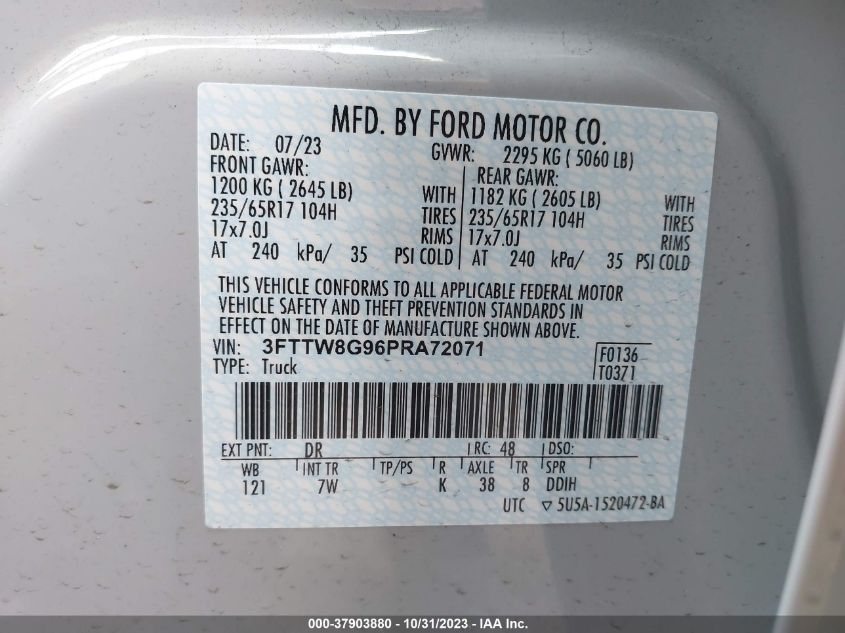 MFD. BY FORD MOTOR CO.
DATE: 07/23 GVWR: 2295 KG ( 5060 LB)
FRONT GAWR: REAR GAWR:
1200 KG ( 2645 LB) WITH 1182 KG ( 2605 LB) WITH
235/65R17 104H TIRES 235/65R17 104H TIRES
17x7.0J RIMS 17x7.0J RIMS
AT 240 kPa/ 35 PSI COLD AT 240 kPa/ 35 PSI COLD
THIS VEHICLE CONFORMS TO ALL APPLICABLE FEDERAL MOTOR
VEHICLE SAFETY AND THEFT PREVENTION STANDARDS IN
EFFECT ON THE DATE OF MANUFACTURE SHOWN ABOVE.
VIN: 3FTTW8G96PRA72071 F0136
TYPE: Truck T0371
EXT PNT: DR RC: 48 DSO:
WB INT TR TP/PS R AXLE TR SPR
121 7W K 38 8 DDIH
UTC ▽ 5U5A-1520472-BA
000-37903880 - 10/31/2023 - IAA Inc.